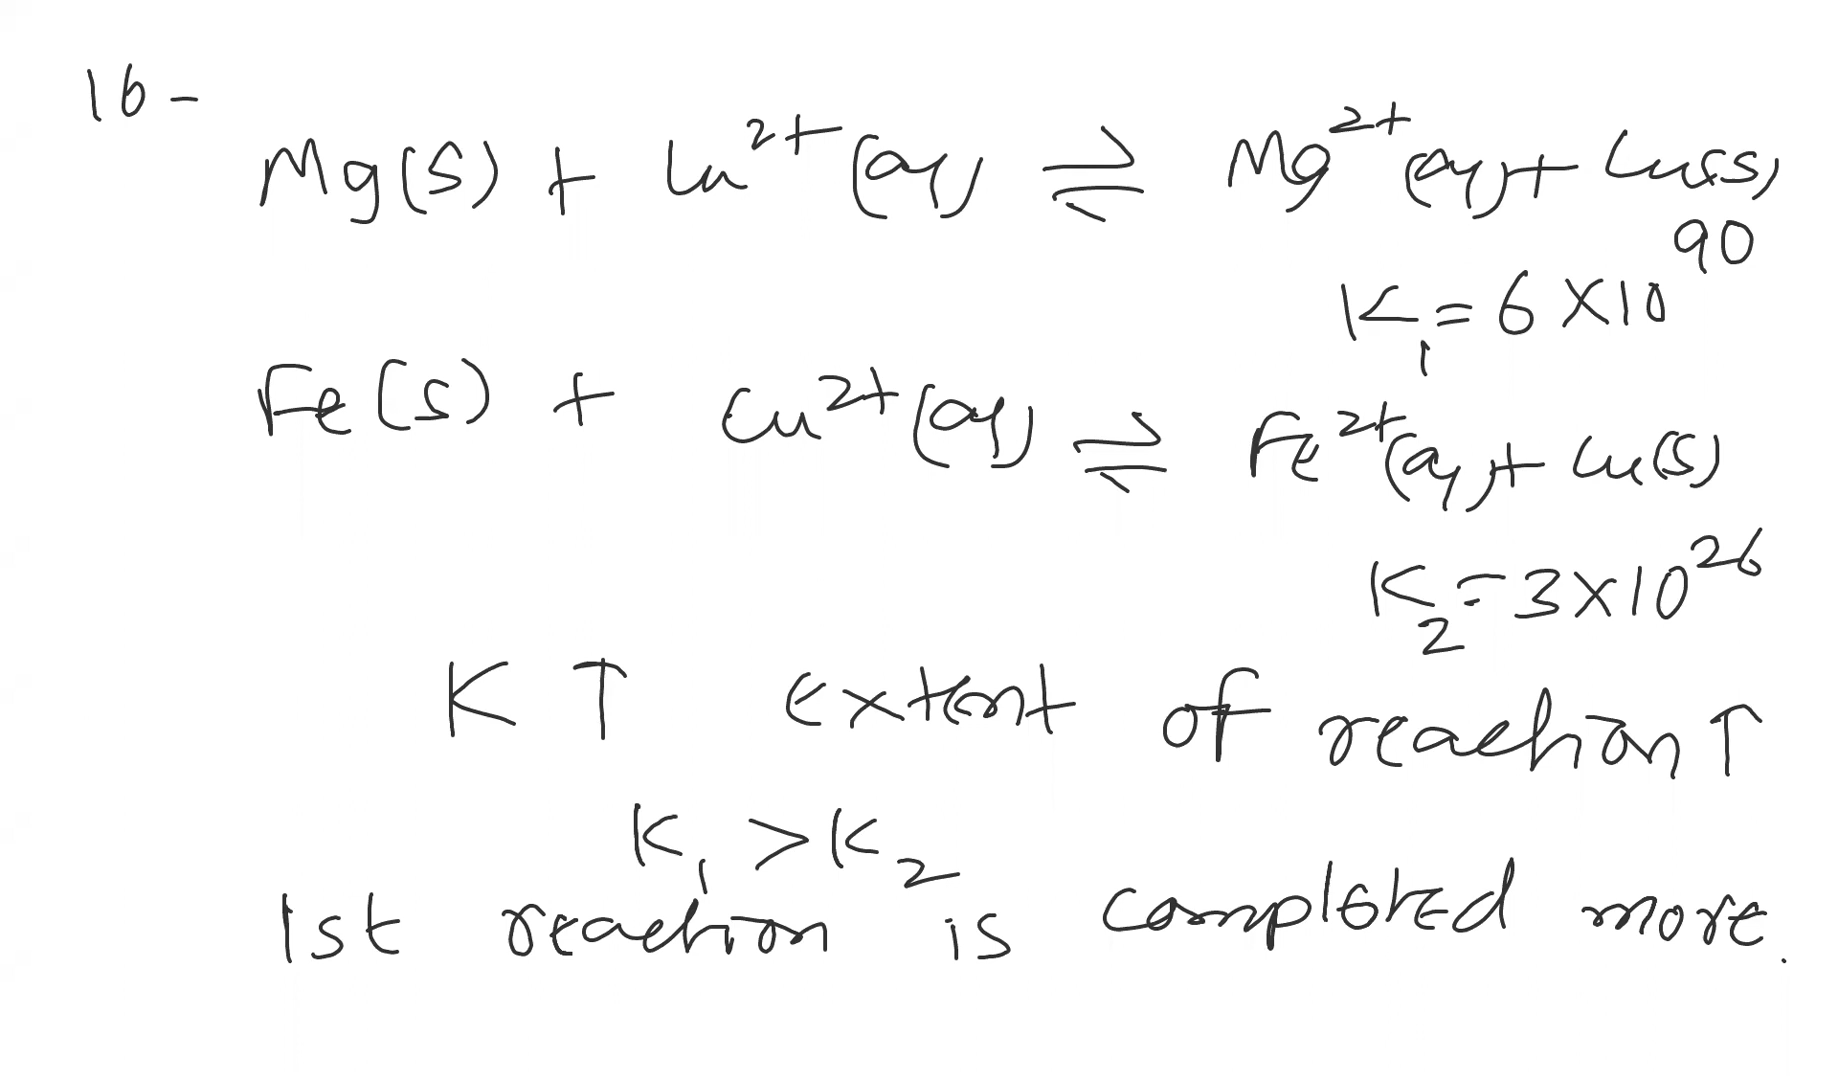 16-
Mg(s) + Cu²⁺(aq) ⇌ Mg²⁺(aq) + Cu(s)
K₁ = 6 × 10⁹⁰
Fe(s) + Cu²⁺(aq) ⇌ Fe²⁺(aq) + Cu(s)
K₂ = 3 × 10²⁶
K ↑ extent of reaction ↑
K₁ > K₂
1st reaction is completed more.